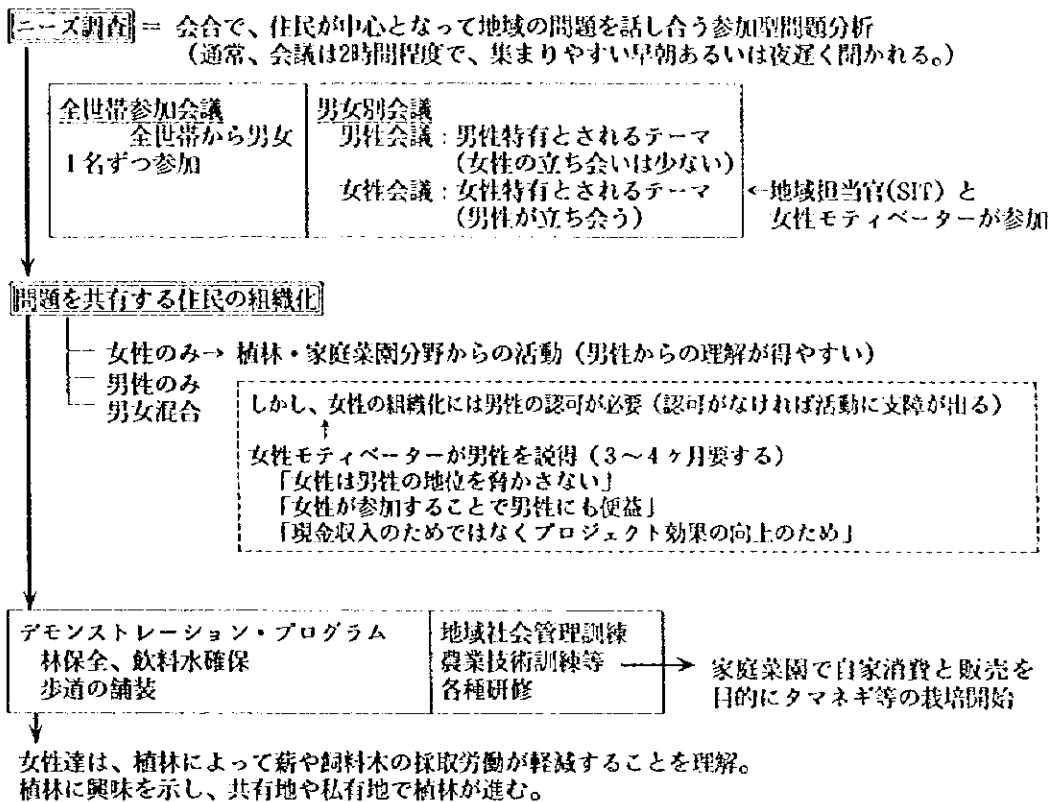 ニーズ調査 = 会合で、住民が中心となって地域の問題を話し合う参加型問題分析
(通常、会議は2時間程度で、集まりやすい早朝あるいは夜遅く開かれる。)
全世帯参加会議
全世帯から男女
1名ずつ参加
男女別会議
男性会議:男性特有とされるテーマ
(女性の立ち会いは少ない)
女性会議:女性特有とされるテーマ
(男性が立ち会う)
←地域担当官(SIT)と
女性モティベーターが参加
問題を共有する住民の組織化
女性のみ→ 植林・家庭菜園分野からの活動(男性からの理解が得やすい)
男性のみ
男女混合
しかし、女性の組織化には男性の認可が必要(認可がなければ活動に支障が出る)
女性モティベーターが男性を説得(3~4ヶ月要する)
「女性は男性の地位を脅かさない」
「女性が参加することで男性にも便益」
「現金収入のためではなくプロジェクト効果の向上のため」
デモンストレーション・プログラム
林保全、飲料水確保
歩道の舗装
地域社会管理訓練
農業技術訓練等
各種研修
→ 家庭菜園で自家消費と販売を
目的にタマネギ等の栽培開始
女性達は、植林によって薪や飼料木の採取労働が軽減することを理解。
植林に興味を示し、共有地や私有地で植林が進む。